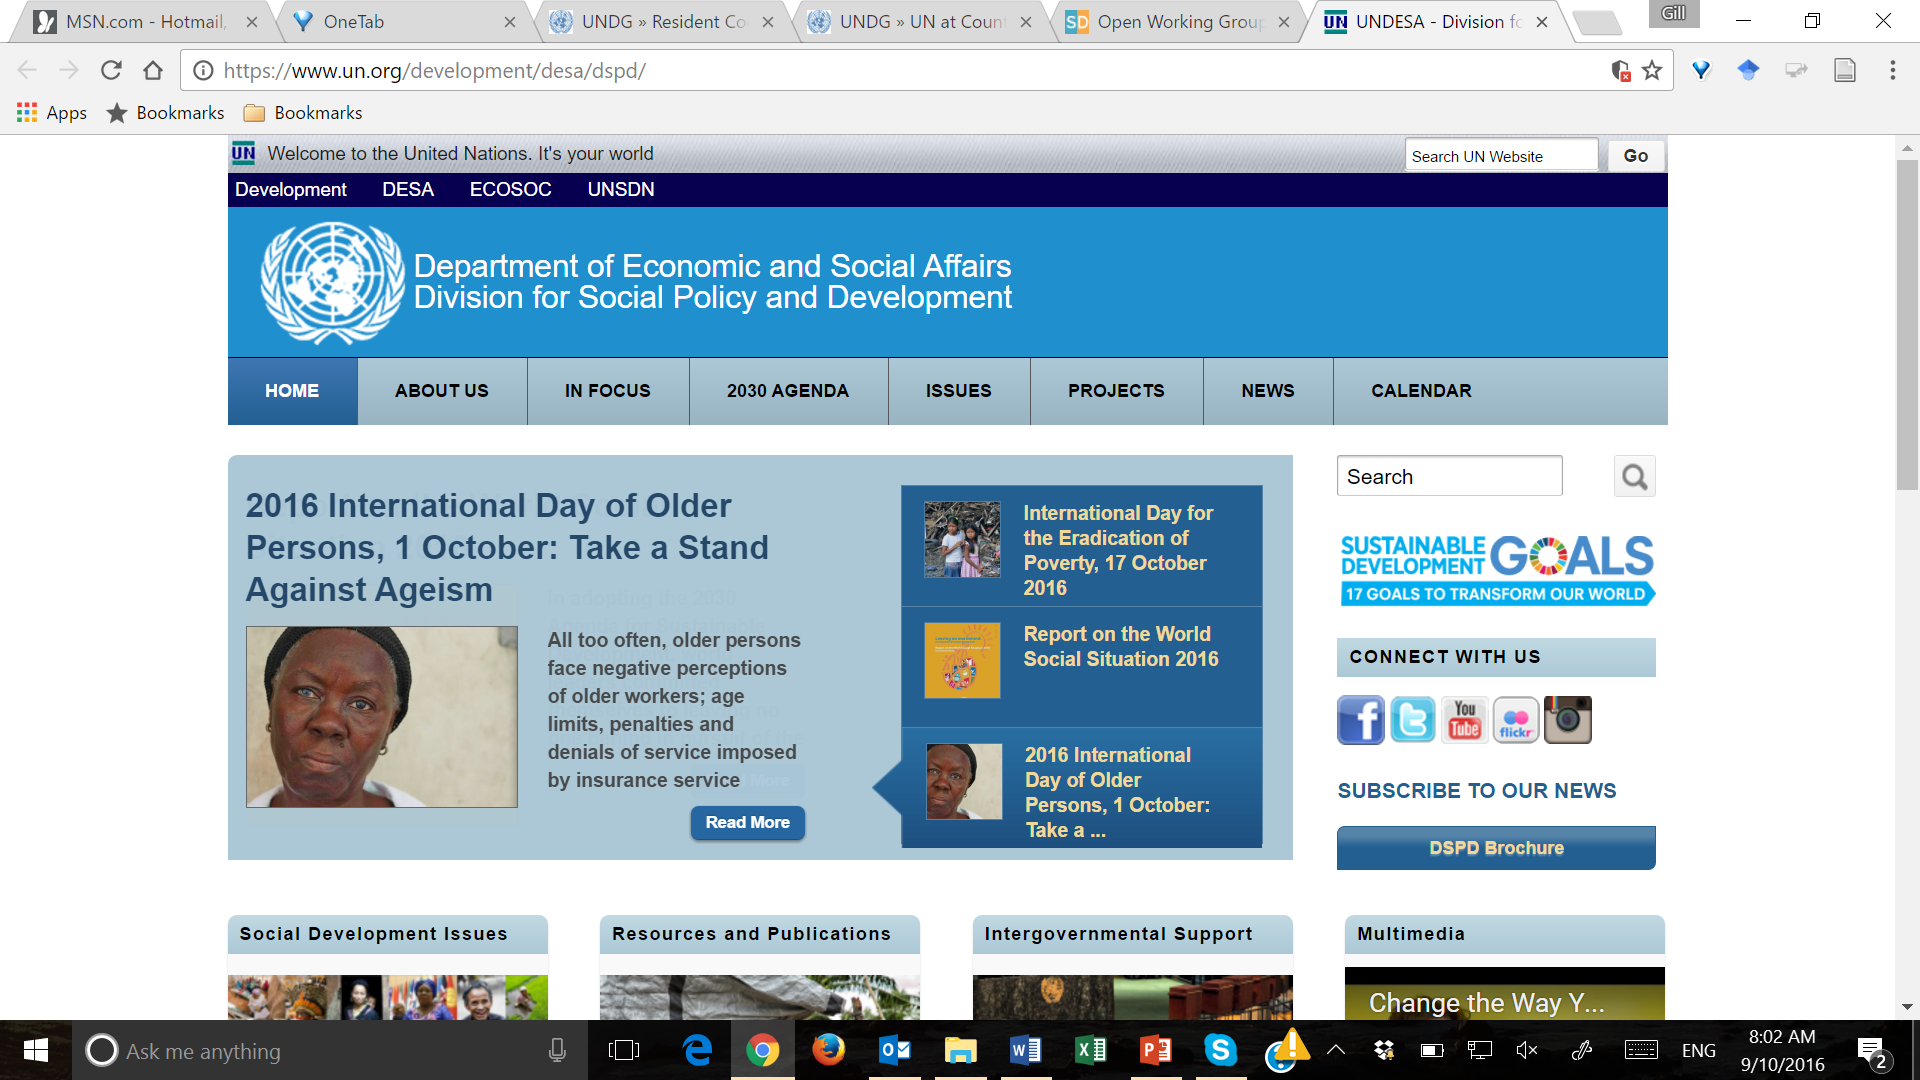 MSN.com - Hotmail,
OneTab
UNDG » Resident Co
UNDG » UN at Coun
Open Working Group
UNDESA - Division fo
Gill
https://www.un.org/development/desa/dspd/
Apps
Bookmarks
Bookmarks
UN
Welcome to the United Nations. It's your world
Search UN Website
Go
Development
DESA
ECOSOC
UNSDN
Department of Economic and Social Affairs
Division for Social Policy and Development
HOME
ABOUT US
IN FOCUS
2030 AGENDA
ISSUES
PROJECTS
NEWS
CALENDAR
2016 International Day of Older
Persons, 1 October: Take a Stand
Against Ageism
All too often, older persons
face negative perceptions
of older workers; age
limits, penalties and
denials of service imposed
by insurance service
Read More
International Day for
the Eradication of
Poverty, 17 October
2016
Report on the World
Social Situation 2016
2016 International
Day of Older
Persons, 1 October:
Take a ...
Search
SUSTAINABLE
DEVELOPMENT GOALS
17 GOALS TO TRANSFORM OUR WORLD
CONNECT WITH US
You
Tube
flickr
SUBSCRIBE TO OUR NEWS
DSPD Brochure
Social Development Issues
Resources and Publications
Intergovernmental Support
Multimedia
Change the Way Y...
Ask me anything
ENG
8:02 AM
9/10/2016
2